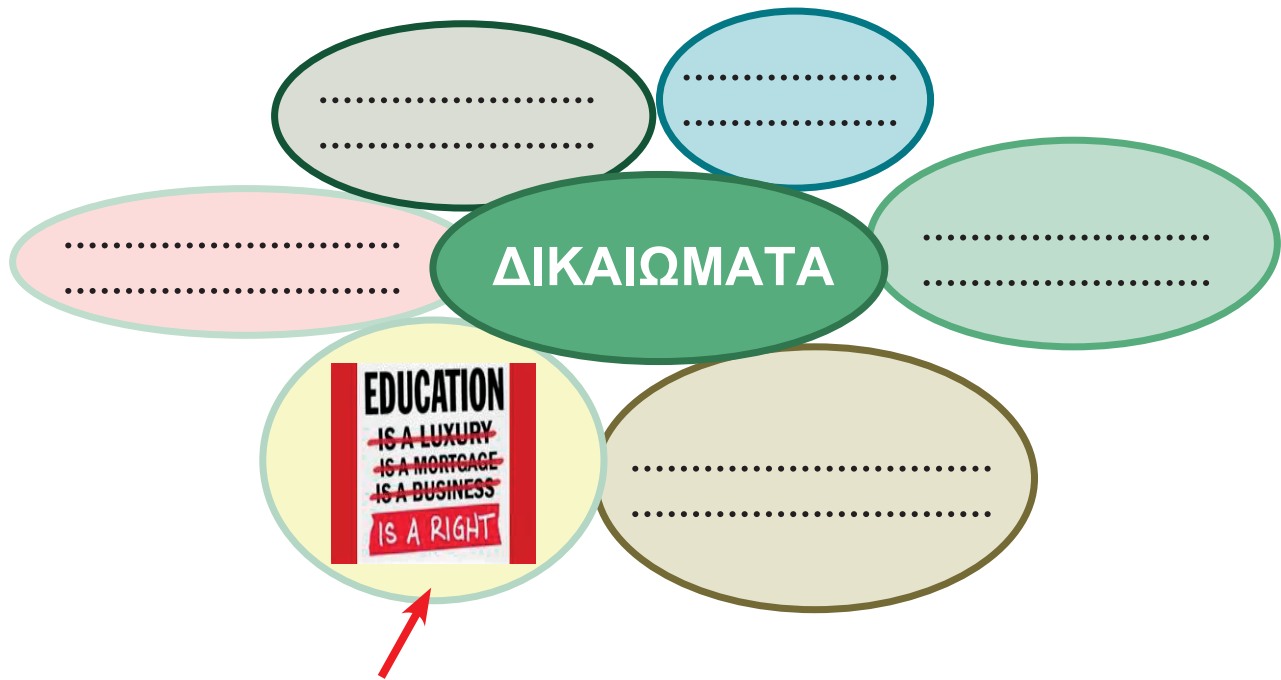 ΔΙΚΑΙΩΜΑΤΑ
EDUCATION
IS A LUXURY
IS A MORTGAGE
IS A BUSINESS
IS A RIGHT